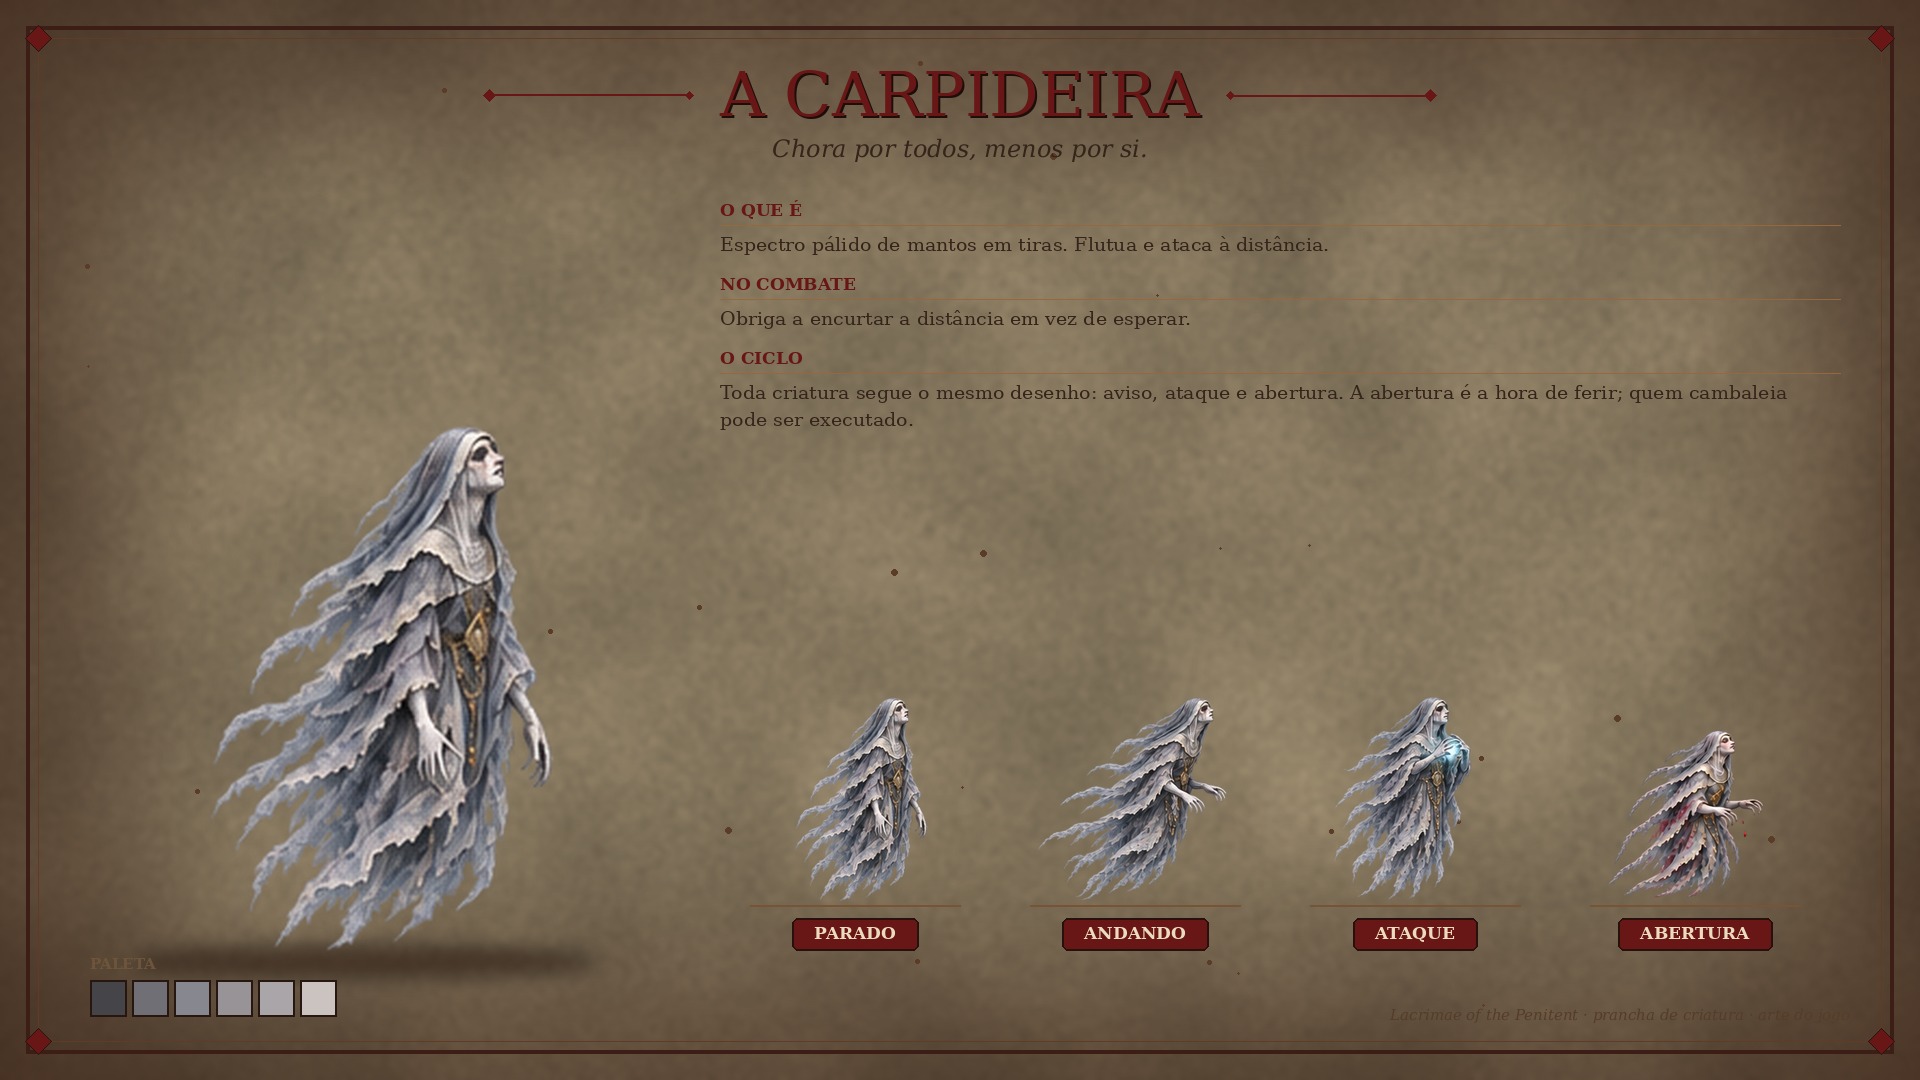 A CARPIDEIRA
Chora por todos, menos por si.
O QUE É
Espectro pálido de mantos em tiras. Flutua e ataca à distância.
NO COMBATE
Obriga a encurtar a distância em vez de esperar.
O CICLO
Toda criatura segue o mesmo desenho: aviso, ataque e abertura. A abertura é a hora de ferir; quem cambaleia
pode ser executado.
PARADO
ANDANDO
ATAQUE
ABERTURA
PALETA
Lacrimae of the Penitent · prancha de criatura · arte do jogo